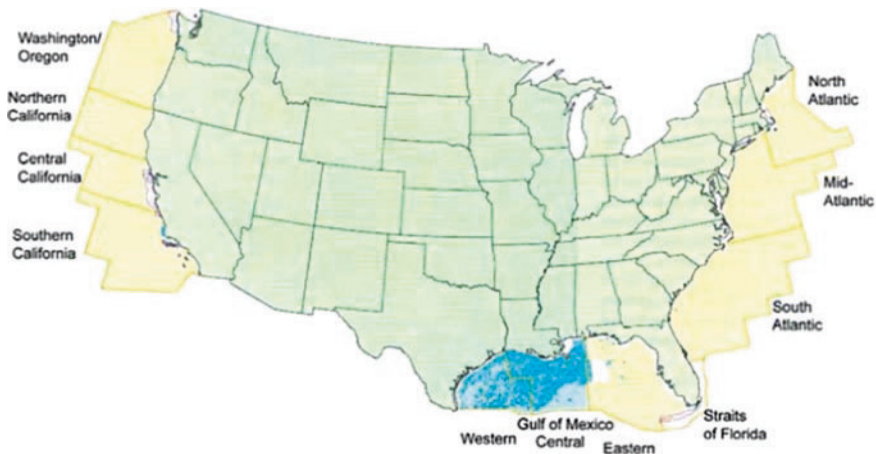 Washington/
Oregon
Northern
California
Central
California
Southern
California
North
Atlantic
Mid-
Atlantic
South
Atlantic
Straits
of Florida
Gulf of Mexico
Western
Central
Eastern